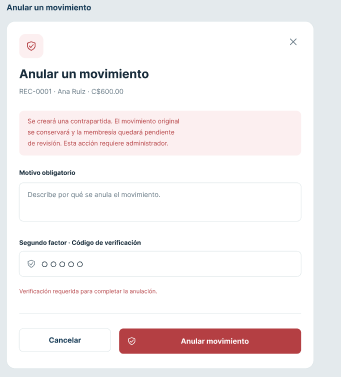 Anular un movimiento
Anular un movimiento
REC-0001 · Ana Ruiz · C$600.00
Se creará una contrapartida. El movimiento original
se conservará y la membresía quedará pendiente
de revisión. Esta acción requiere administrador.
Motivo obligatorio
Describe por qué se anula el movimiento.
Segundo factor · Código de verificación
Verificación requerida para completar la anulación.
Cancelar
Anular movimiento